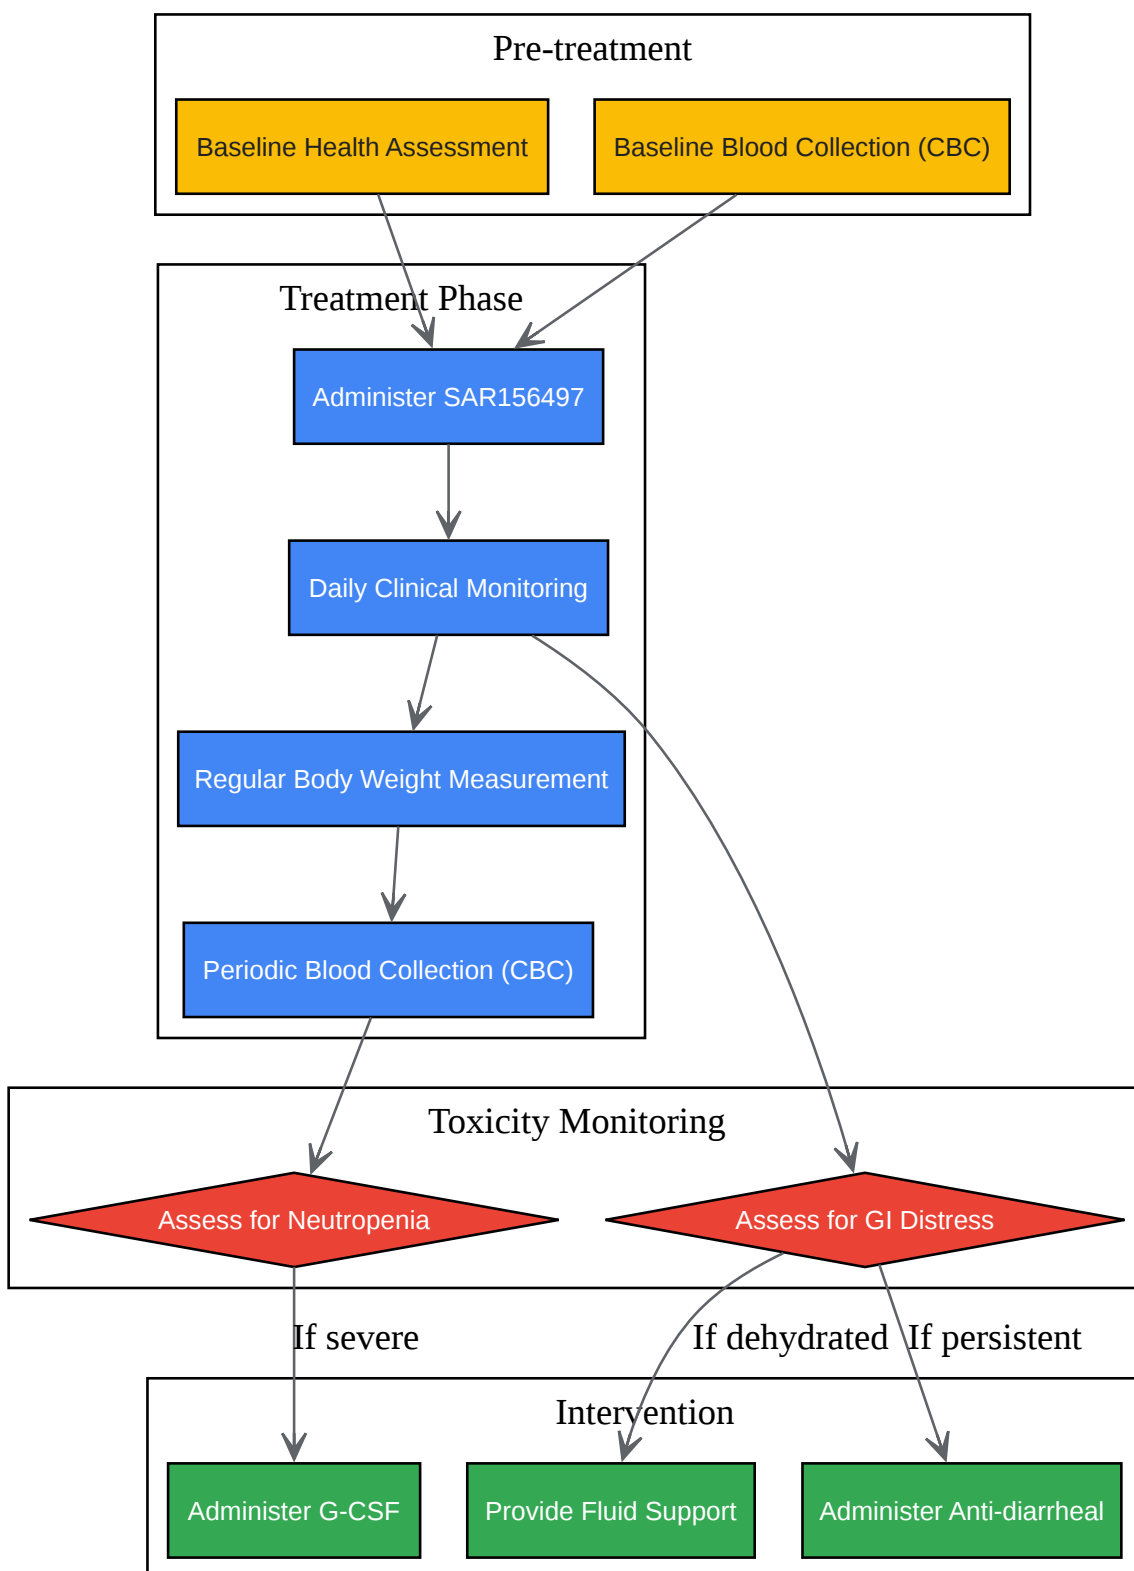 Pre-treatment
Baseline Health Assessment
Baseline Blood Collection (CBC)
Treatment Phase
Administer SAR156497
Daily Clinical Monitoring
Regular Body Weight Measurement
Periodic Blood Collection (CBC)
Toxicity Monitoring
Assess for Neutropenia
Assess for GI Distress
If severe
If dehydrated
If persistent
Intervention
Administer G-CSF
Provide Fluid Support
Administer Anti-diarrheal